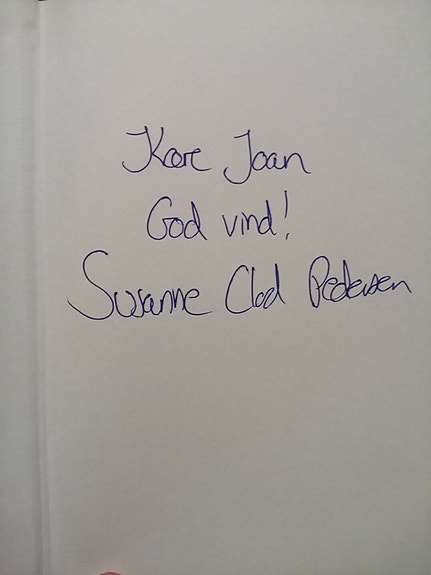 Kære Joan
God vind!
Susanne Clod Pedersen